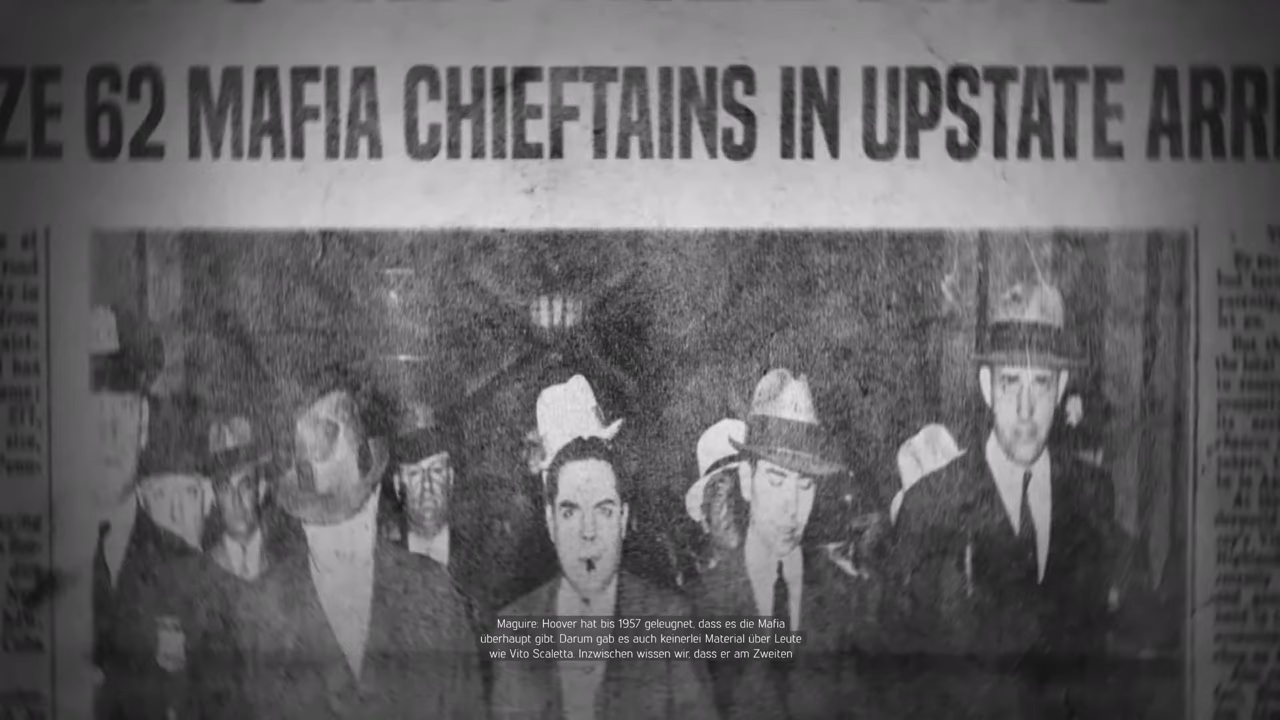 ZE 62 MAFIA CHIEFTAINS IN UPSTATE ARR
Maguire: Hoover hat bis 1957 geleugnet, dass es die Mafia
überhaupt gibt. Darum gab es auch keinerlei Material über Leute
wie Vito Scaletta. Inzwischen wissen wir, dass er am Zweiten